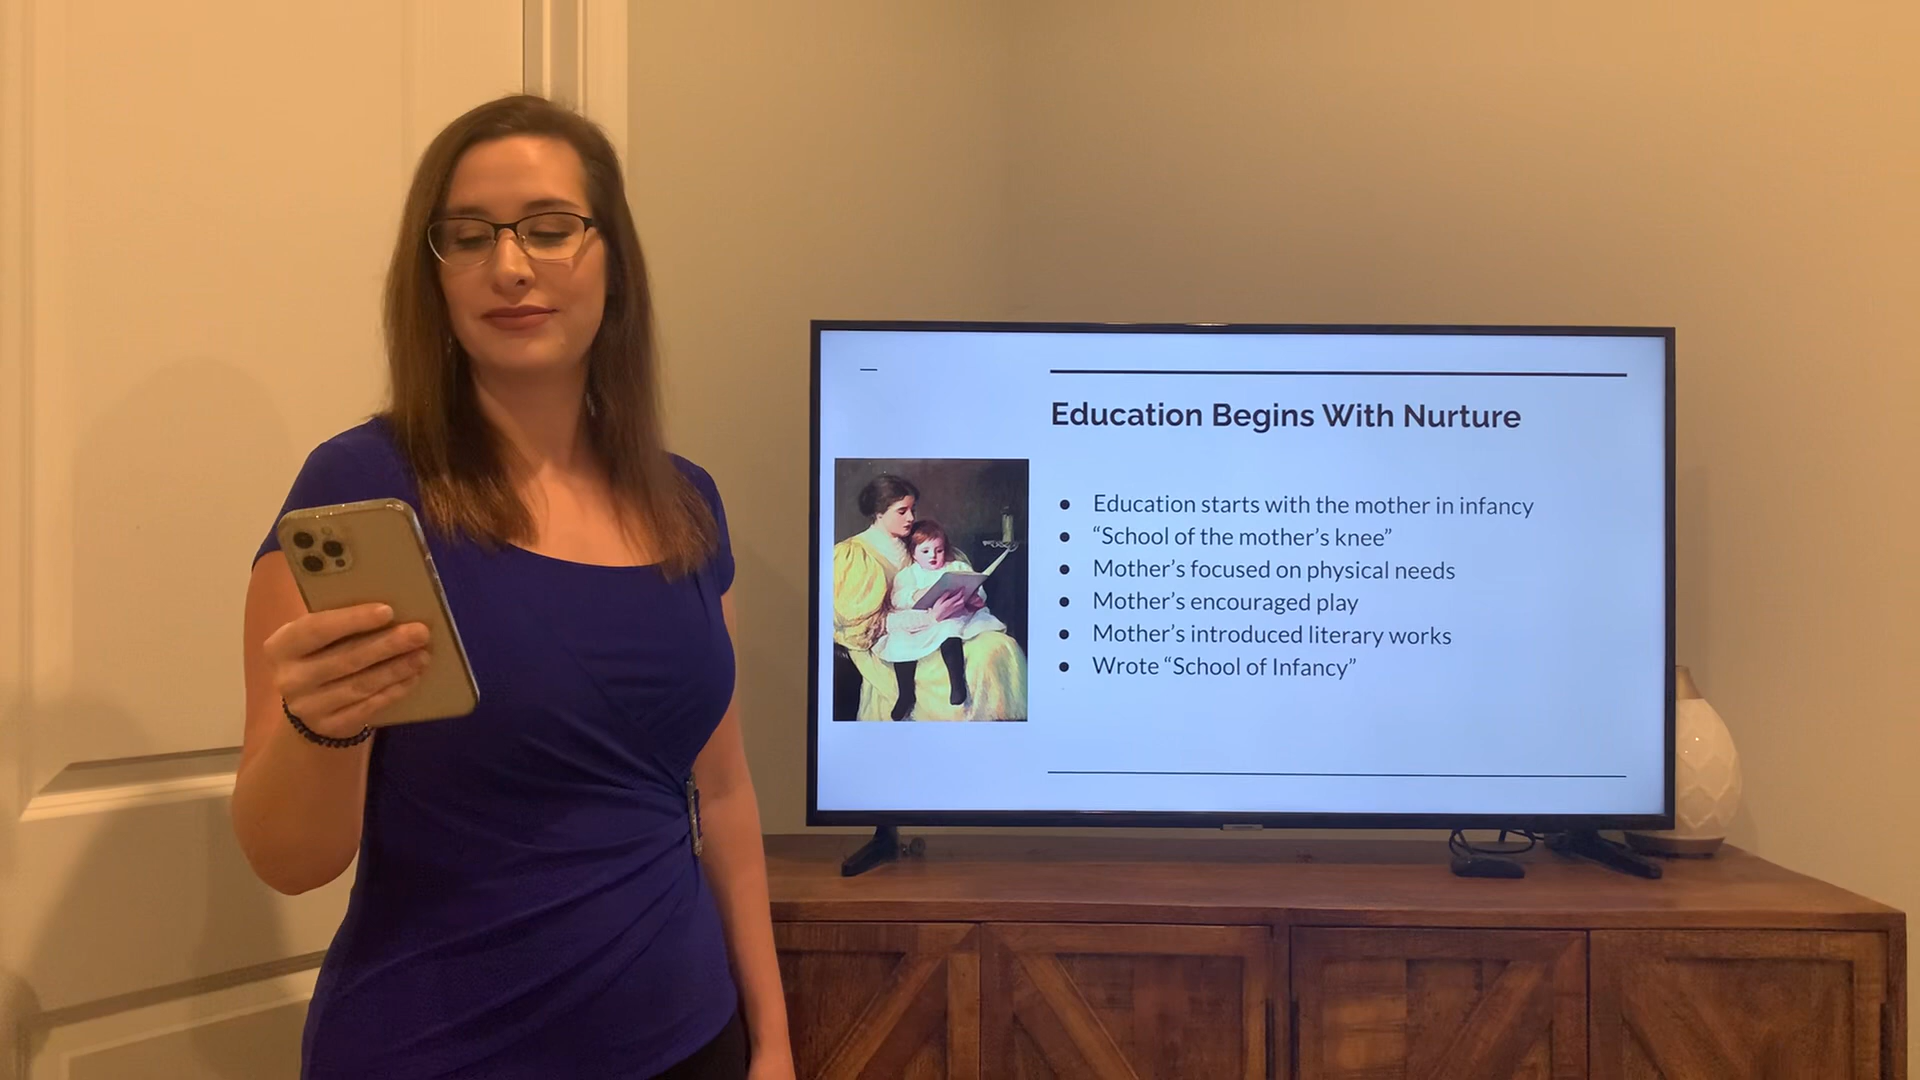 Education Begins With Nurture
● Education starts with the mother in infancy
● “School of the mother’s knee”
● Mother’s focused on physical needs
● Mother’s encouraged play
● Mother’s introduced literary works
● Wrote “School of Infancy”